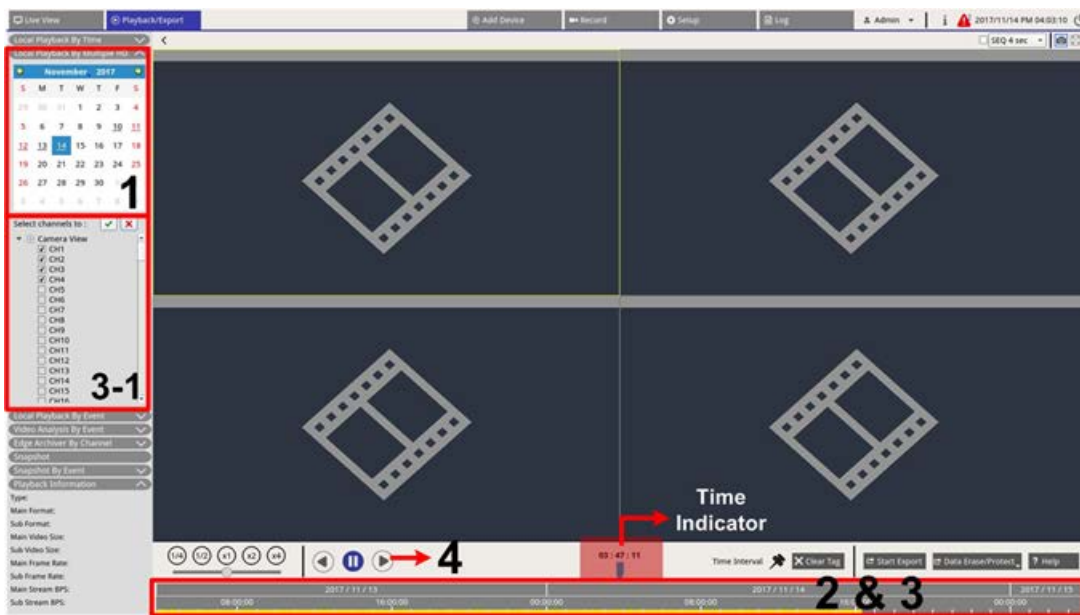 Live View
Playback/Export
Add Device
Record
Setup
Log
Admin
i
2017/11/14 PM 04:03:10
Local Playback By Time
<
SEQ 4 sec
Local Playback By Multiple
November, 2017
S M T W T F S
29 30 31 1 2 3 4
5 6 7 8 9 10 11
12 13 14 15 16 17 18
19 20 21 22 23 24 25
26 27 28 29 30
3 4 5 6 7 8
1
Select channels to :
Camera View
CH1
CH2
CH3
CH4
CH5
CH6
CH7
CH8
CH9
CH10
CH11
CH12
CH13
CH14
CH15
CH16
3-1
Local Playback By Event
Video Analysis By Event
Edge Archiver By Channel
Snapshot
Snapshot By Event
Playback Information
Type:
Main Format:
Sub Format:
Main Video Size:
Sub Video Size:
Main Frame Rate:
Sub Frame Rate:
Main Stream BPS:
Sub Stream BPS:
Time
Indicator
1/4 1/2 x1 x2 x4
4
03 : 47 : 11
Time Interval
Clear Tag
Start Export
Data Erase/Protect
? Help
2 & 3
2017 / 11 / 13
2017 / 11 / 14
2017 / 11 / 15
08:00:00
16:00:00
00:00:00
08:00:00
00:00:00